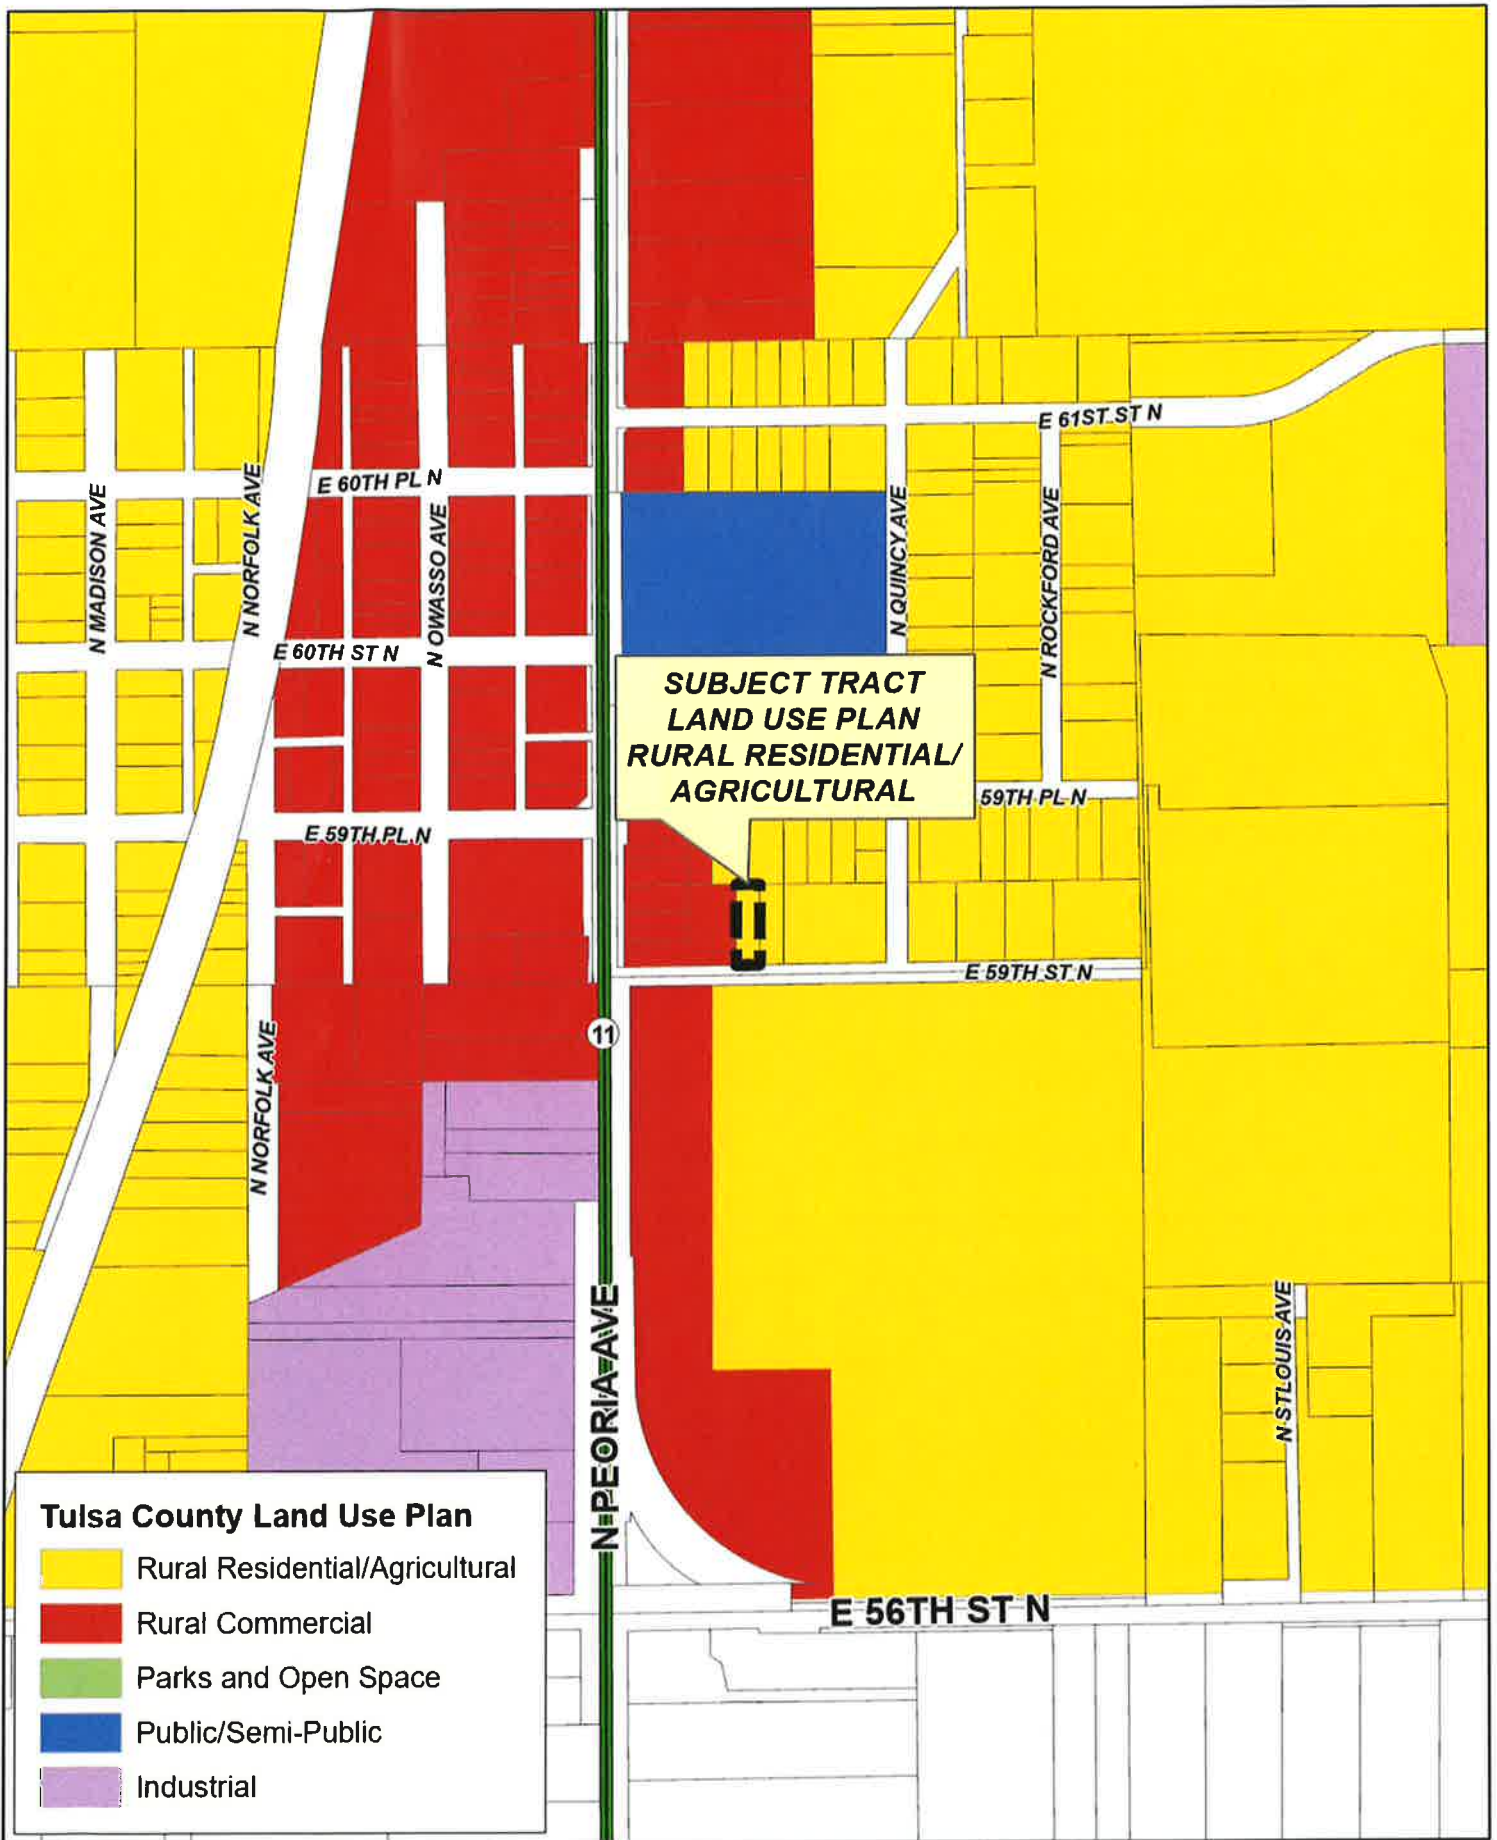 E 61ST ST N
E 60TH PL N
N MADISON AVE
N NORFOLK AVE
N OWASSO AVE
N QUINCY AVE
N ROCKFORD AVE
E 60TH ST N
SUBJECT TRACT
LAND USE PLAN
RURAL RESIDENTIAL/
AGRICULTURAL
59TH PL N
E 59TH PL N
E 59TH ST N
11
N NORFOLK AVE
N PEORIA AVE
N ST LOUIS AVE
E 56TH ST N
Tulsa County Land Use Plan
Rural Residential/Agricultural
Rural Commercial
Parks and Open Space
Public/Semi-Public
Industrial